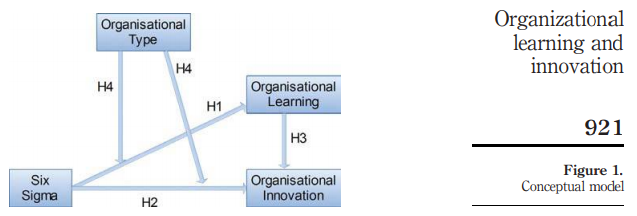 Organisational
Type
H4
H4
H1
Organisational
Learning
H3
Six
Sigma
H2
Organisational
Innovation
Organizational
learning and
innovation
921
Figure 1.
Conceptual model